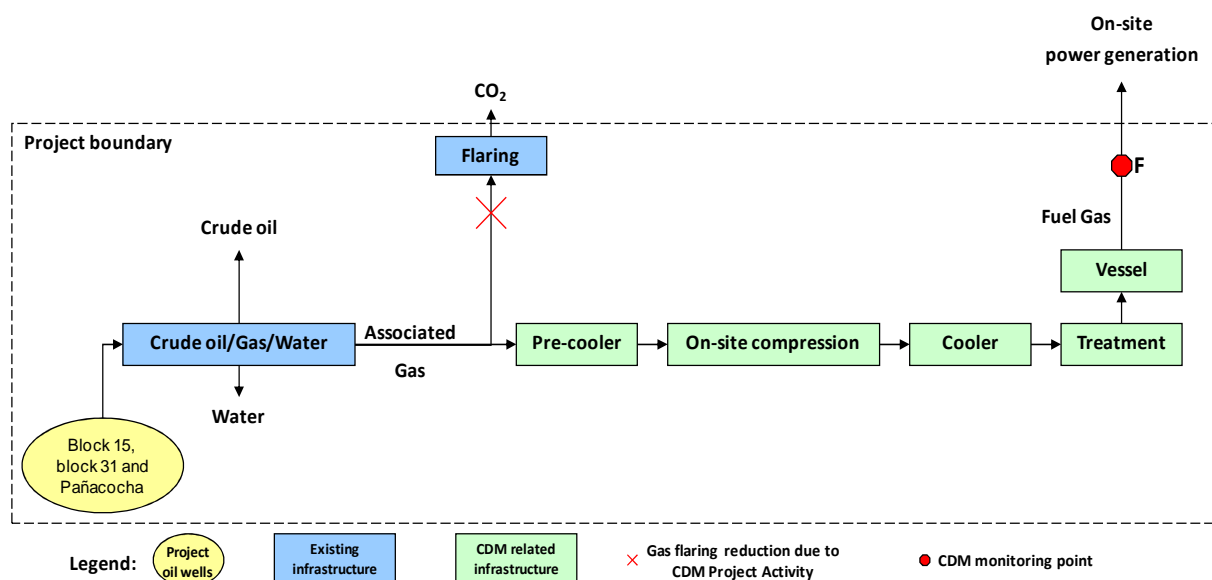 On-site
power generation
CO₂
Project boundary
Flaring
F
Fuel Gas
Crude oil
Vessel
Crude oil/Gas/Water
Associated
Gas
Pre-cooler
On-site compression
Cooler
Treatment
Water
Block 15,
block 31 and
Pañacocha
Legend:
Project
oil wells
Existing
infrastructure
CDM related
infrastructure
Gas flaring reduction due to
CDM Project Activity
CDM monitoring point